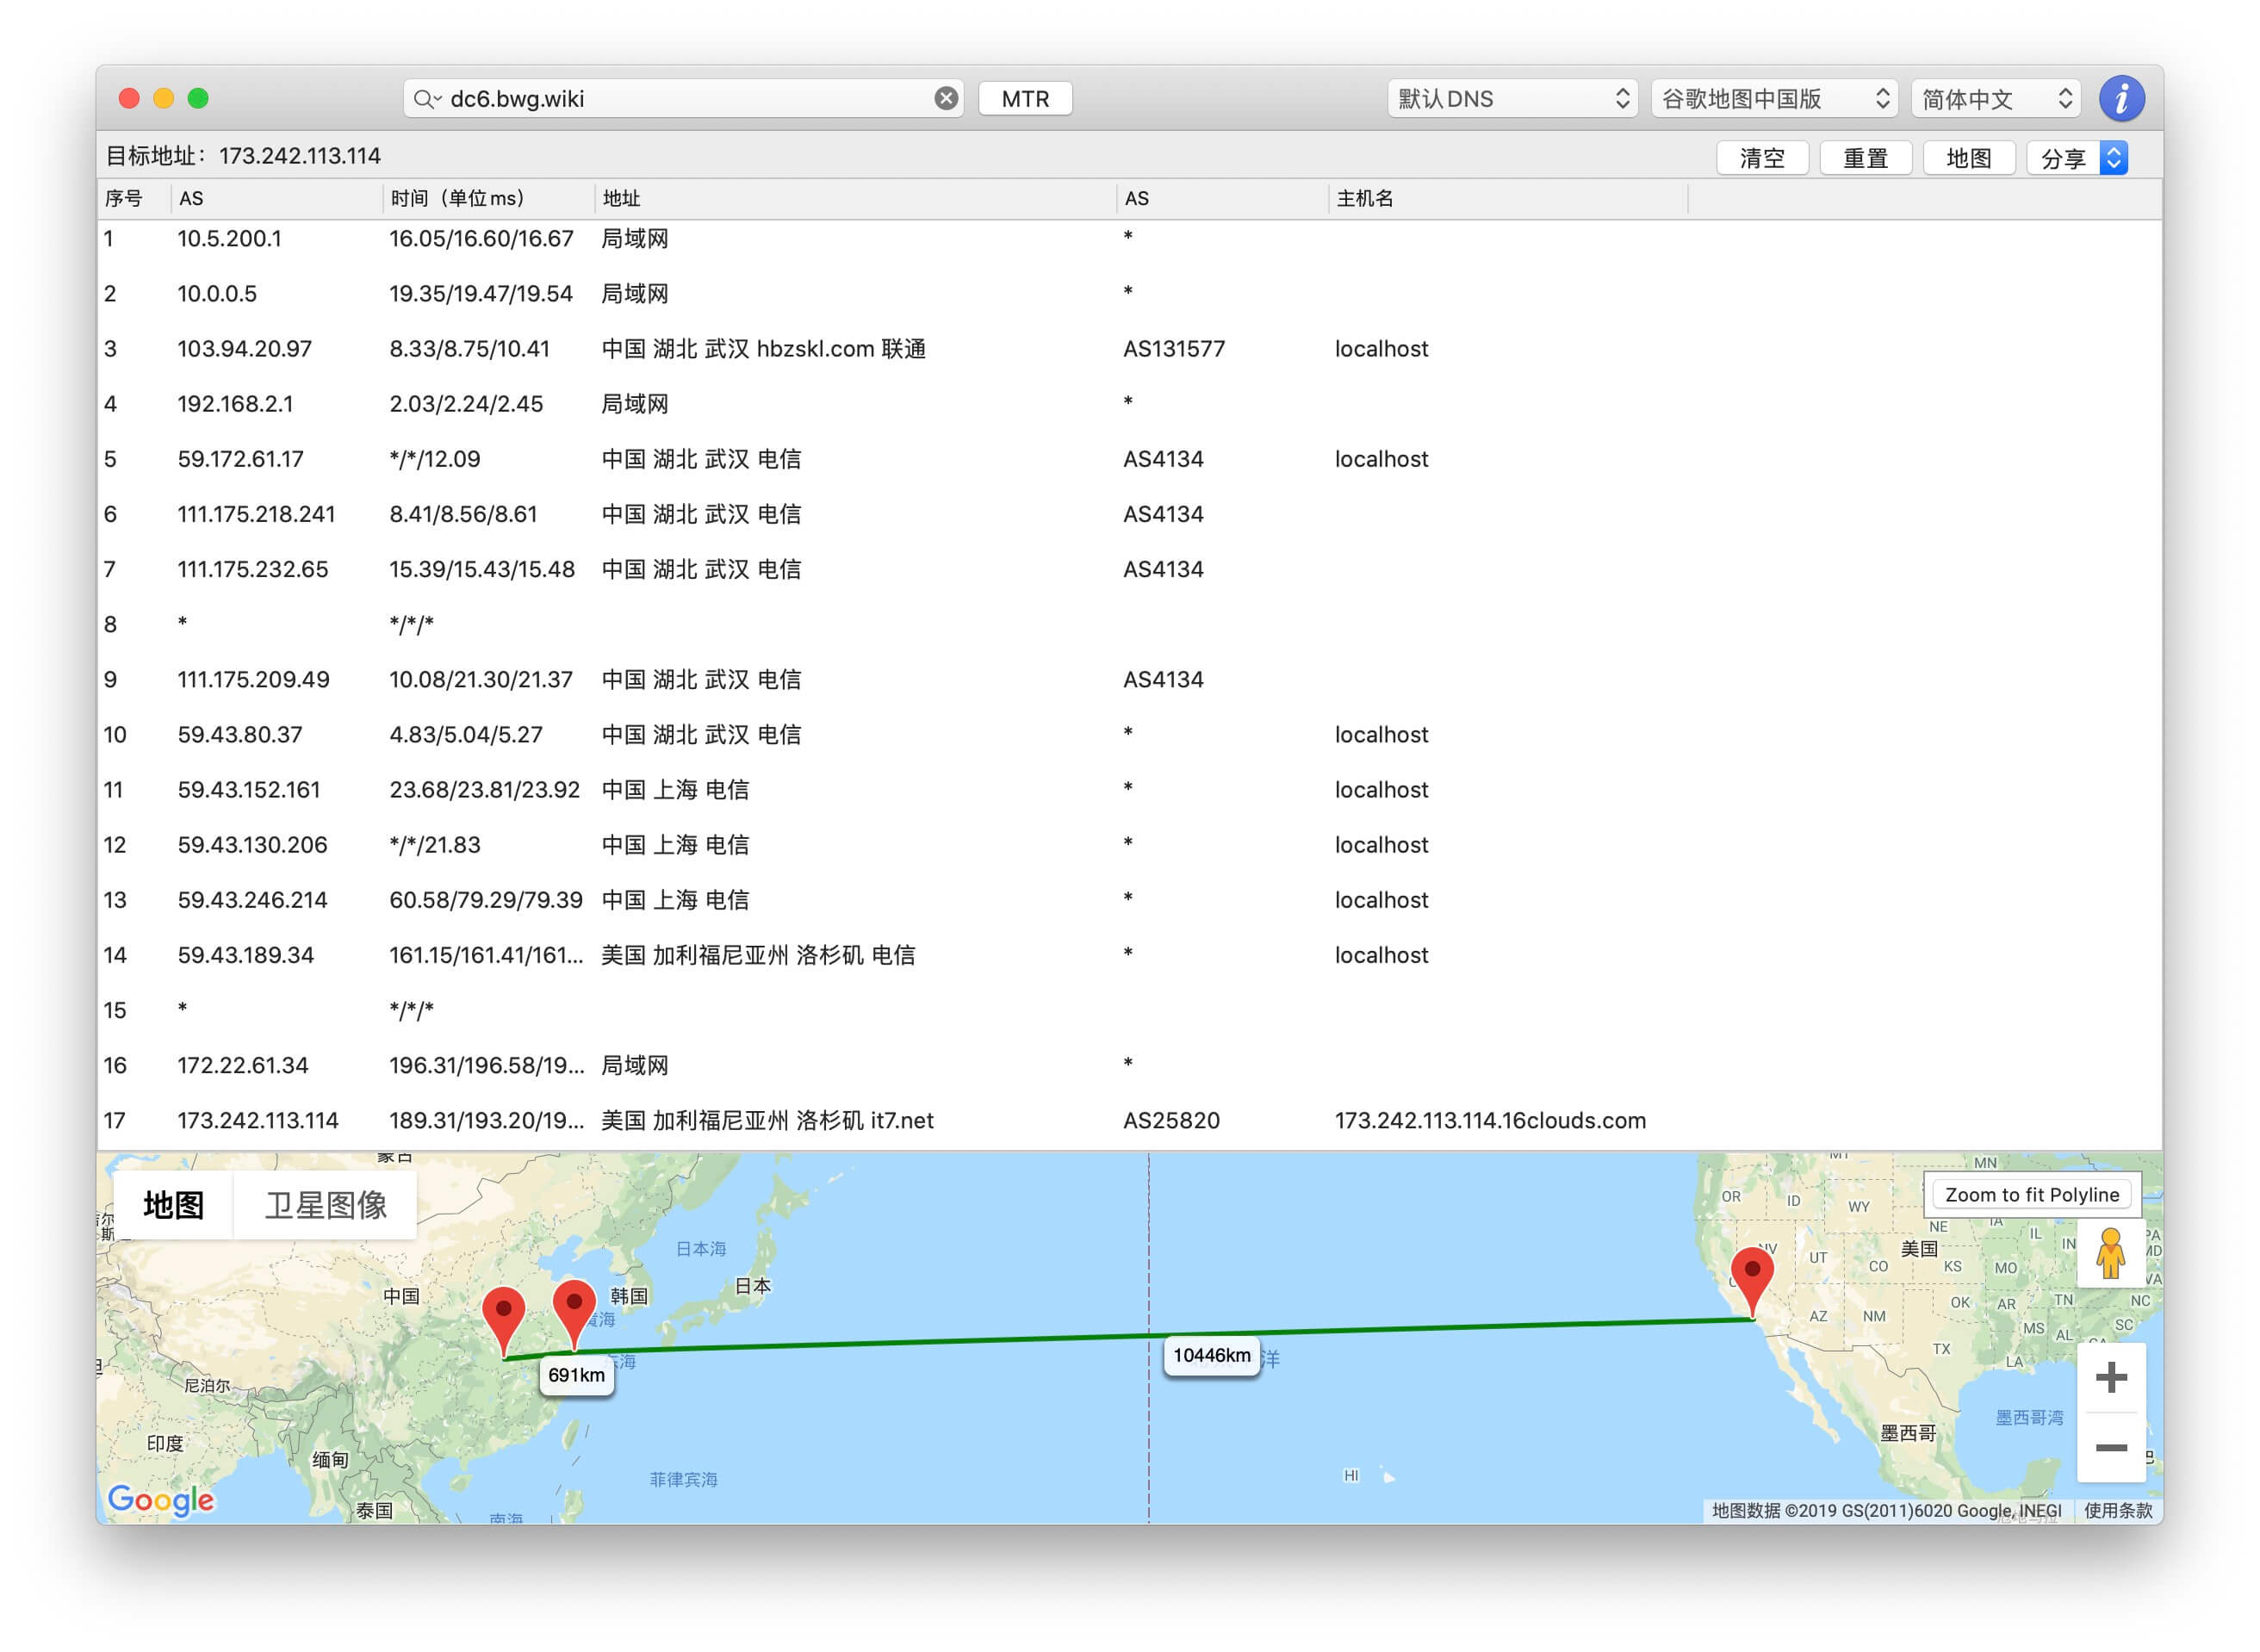 dc6.bwg.wiki MTR 默认DNS 谷歌地图中国版 简体中文 i
目标地址：173.242.113.114 清空 重置 地图 分享
序号 AS 时间（单位ms） 地址 AS 主机名
1 10.5.200.1 16.05/16.60/16.67 局域网 *
2 10.0.0.5 19.35/19.47/19.54 局域网 *
3 103.94.20.97 8.33/8.75/10.41 中国 湖北 武汉 hbzskl.com 联通 AS131577 localhost
4 192.168.2.1 2.03/2.24/2.45 局域网 *
5 59.172.61.17 */*/12.09 中国 湖北 武汉 电信 AS4134 localhost
6 111.175.218.241 8.41/8.56/8.61 中国 湖北 武汉 电信 AS4134
7 111.175.232.65 15.39/15.43/15.48 中国 湖北 武汉 电信 AS4134
8 * */*/*
9 111.175.209.49 10.08/21.30/21.37 中国 湖北 武汉 电信 AS4134
10 59.43.80.37 4.83/5.04/5.27 中国 湖北 武汉 电信 * localhost
11 59.43.152.161 23.68/23.81/23.92 中国 上海 电信 * localhost
12 59.43.130.206 */*/21.83 中国 上海 电信 * localhost
13 59.43.246.214 60.58/79.29/79.39 中国 上海 电信 * localhost
14 59.43.189.34 161.15/161.41/161... 美国 加利福尼亚州 洛杉矶 电信 * localhost
15 * */*/*
16 172.22.61.34 196.31/196.58/19... 局域网 *
17 173.242.113.114 189.31/193.20/19... 美国 加利福尼亚州 洛杉矶 it7.net AS25820 173.242.113.114.16clouds.com
蒙古 MT MN
地图 卫星图像 OR ID WY Zoom to fit Polyline
NE IA IL IN PA
日本海 NV UT CO 美国 KS MO MD VA
中国 韩国 日本 OK AR TN NC
黄海 AZ NM MS AL SC
691km 东海 10446km 洋 TX LA
尼泊尔
印度 缅甸 墨西哥 墨西哥湾
菲律宾海 HI
Google 泰国 南海 地图数据 ©2019 GS(2011)6020 Google, INEGI 使用条款